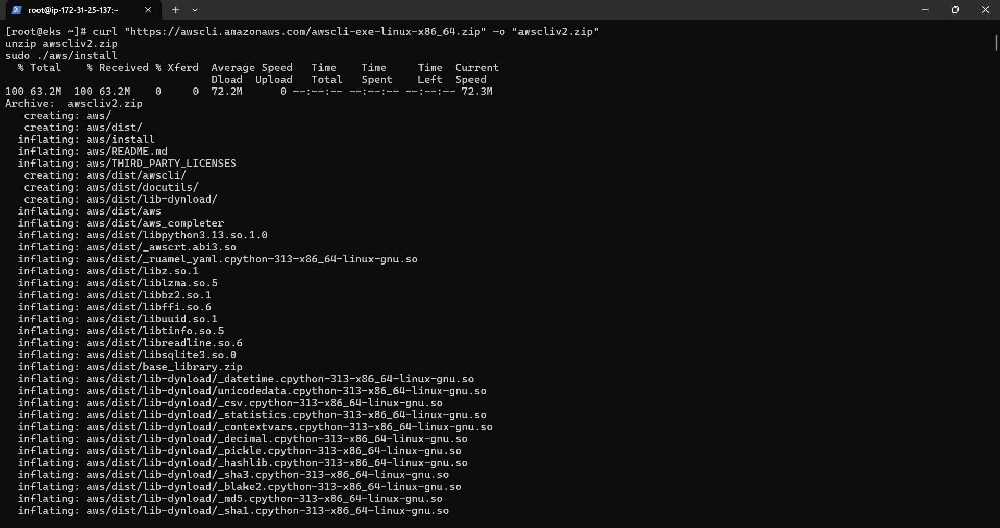 root@ip-172-31-25-137:~
[root@eks ~]# curl "https://awscli.amazonaws.com/awscli-exe-linux-x86_64.zip" -o "awscliv2.zip"
unzip awscliv2.zip
sudo ./aws/install
  % Total    % Received % Xferd  Average Speed   Time    Time     Time  Current
                                 Dload  Upload   Total   Spent    Left  Speed
100 63.2M  100 63.2M    0     0  72.2M      0 --:--:-- --:--:-- --:--:-- 72.3M
Archive:  awscliv2.zip
   creating: aws/
   creating: aws/dist/
  inflating: aws/install
  inflating: aws/README.md
  inflating: aws/THIRD_PARTY_LICENSES
   creating: aws/dist/awscli/
   creating: aws/dist/docutils/
   creating: aws/dist/lib-dynload/
  inflating: aws/dist/aws
  inflating: aws/dist/aws_completer
  inflating: aws/dist/libpython3.13.so.1.0
  inflating: aws/dist/_awscrt.abi3.so
  inflating: aws/dist/_ruamel_yaml.cpython-313-x86_64-linux-gnu.so
  inflating: aws/dist/libz.so.1
  inflating: aws/dist/liblzma.so.5
  inflating: aws/dist/libbz2.so.1
  inflating: aws/dist/libffi.so.6
  inflating: aws/dist/libuuid.so.1
  inflating: aws/dist/libtinfo.so.5
  inflating: aws/dist/libreadline.so.6
  inflating: aws/dist/libsqlite3.so.0
  inflating: aws/dist/base_library.zip
  inflating: aws/dist/lib-dynload/_datetime.cpython-313-x86_64-linux-gnu.so
  inflating: aws/dist/lib-dynload/unicodedata.cpython-313-x86_64-linux-gnu.so
  inflating: aws/dist/lib-dynload/_csv.cpython-313-x86_64-linux-gnu.so
  inflating: aws/dist/lib-dynload/_statistics.cpython-313-x86_64-linux-gnu.so
  inflating: aws/dist/lib-dynload/_contextvars.cpython-313-x86_64-linux-gnu.so
  inflating: aws/dist/lib-dynload/_decimal.cpython-313-x86_64-linux-gnu.so
  inflating: aws/dist/lib-dynload/_pickle.cpython-313-x86_64-linux-gnu.so
  inflating: aws/dist/lib-dynload/_hashlib.cpython-313-x86_64-linux-gnu.so
  inflating: aws/dist/lib-dynload/_sha3.cpython-313-x86_64-linux-gnu.so
  inflating: aws/dist/lib-dynload/_blake2.cpython-313-x86_64-linux-gnu.so
  inflating: aws/dist/lib-dynload/_md5.cpython-313-x86_64-linux-gnu.so
  inflating: aws/dist/lib-dynload/_sha1.cpython-313-x86_64-linux-gnu.so